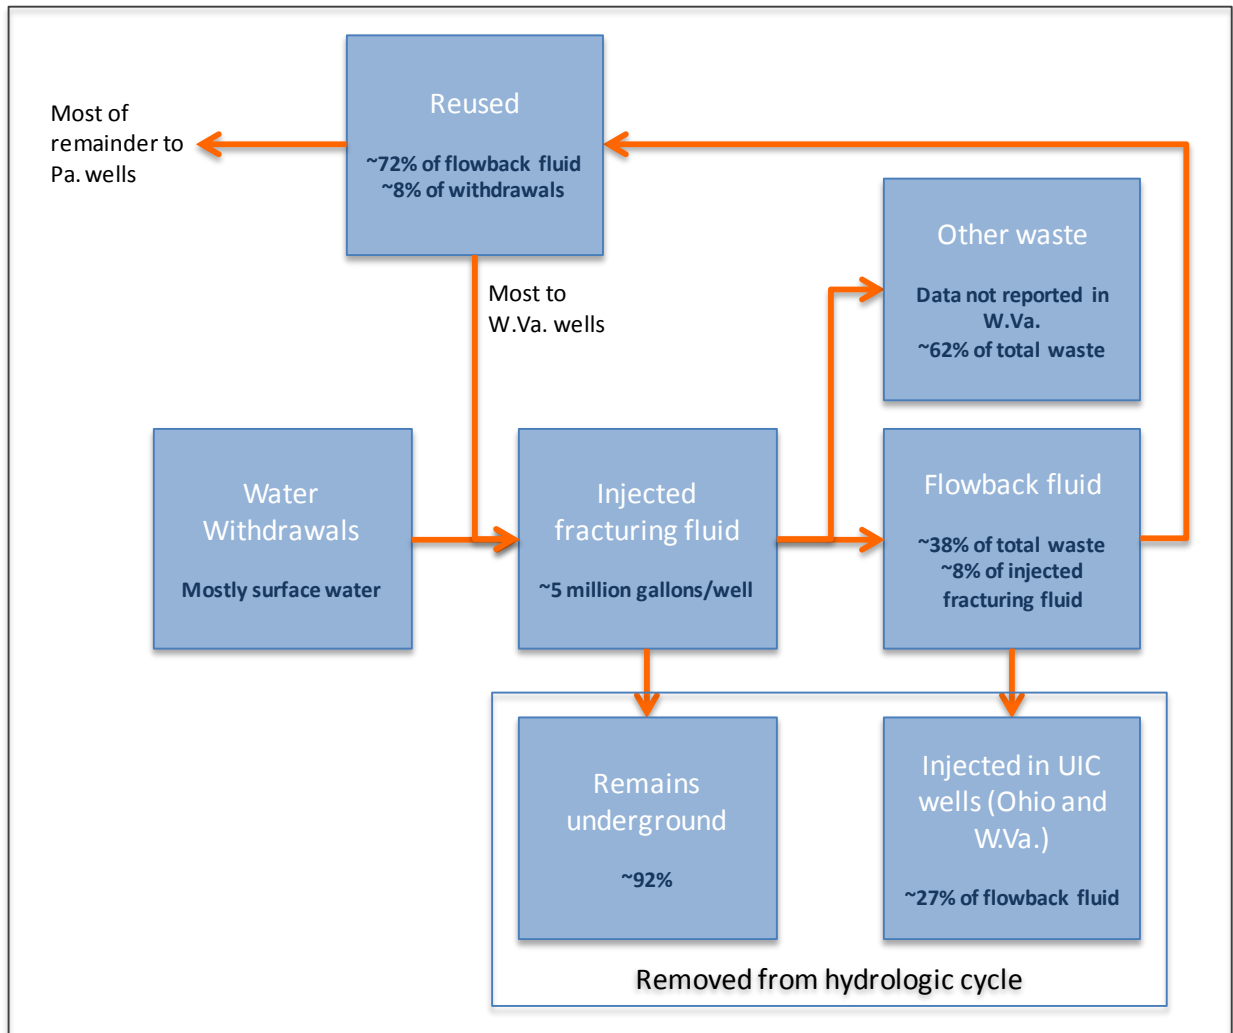 Most of
remainder to
Pa. wells
Reused
~72% of flowback fluid
~8% of withdrawals
Most to
W.Va. wells
Other waste
Data not reported in
W.Va.
~62% of total waste
Water
Withdrawals
Mostly surface water
Injected
fracturing fluid
~5 million gallons/well
Flowback fluid
~38% of total waste
~8% of injected
fracturing fluid
Remains
underground
~92%
Injected in UIC
wells (Ohio and
W.Va.)
~27% of flowback fluid
Removed from hydrologic cycle